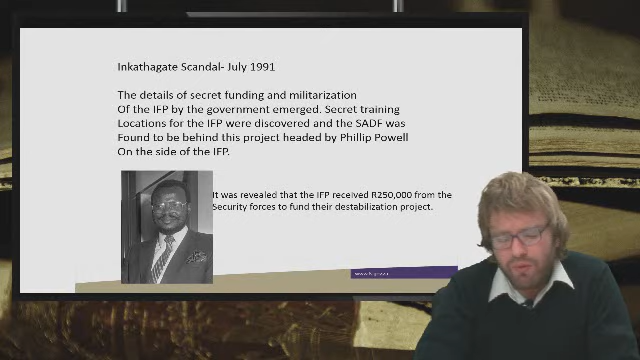 Inkathagate Scandal- July 1991
The details of secret funding and militarization
Of the IFP by the government emerged. Secret training
Locations for the IFP were discovered and the SADF was
Found to be behind this project headed by Phillip Powell
On the side of the IFP.
It was revealed that the IFP received R250,000 from the
Security forces to fund their destabilization project.